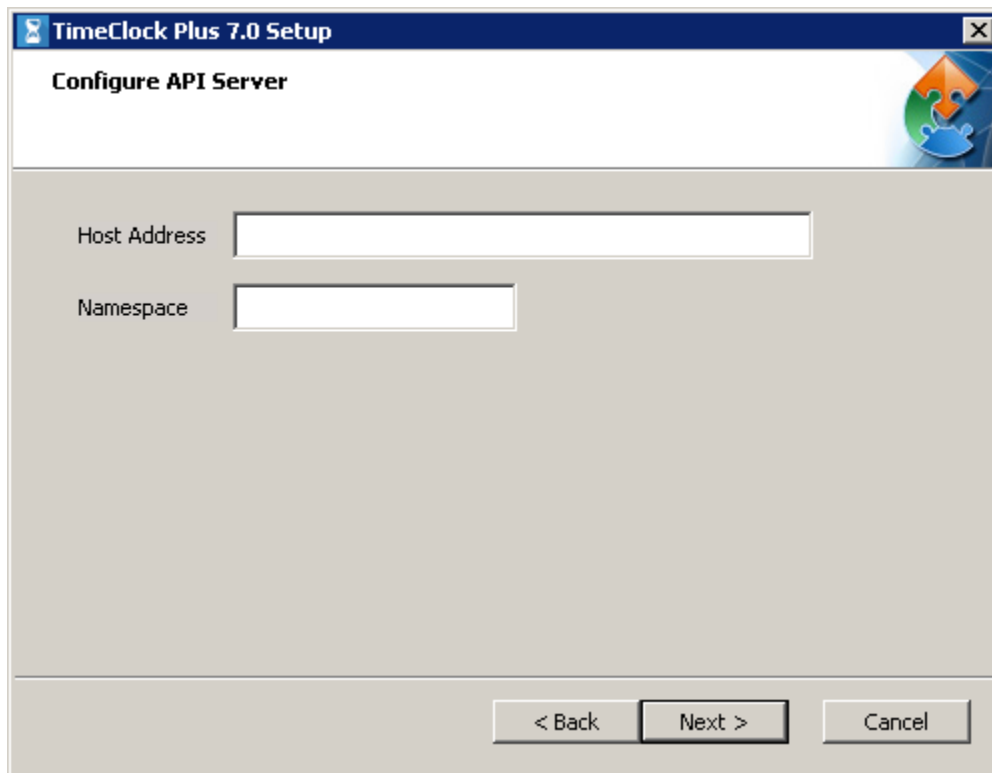 TimeClock Plus 7.0 Setup
Configure API Server
Host Address
Namespace
< Back Next > Cancel